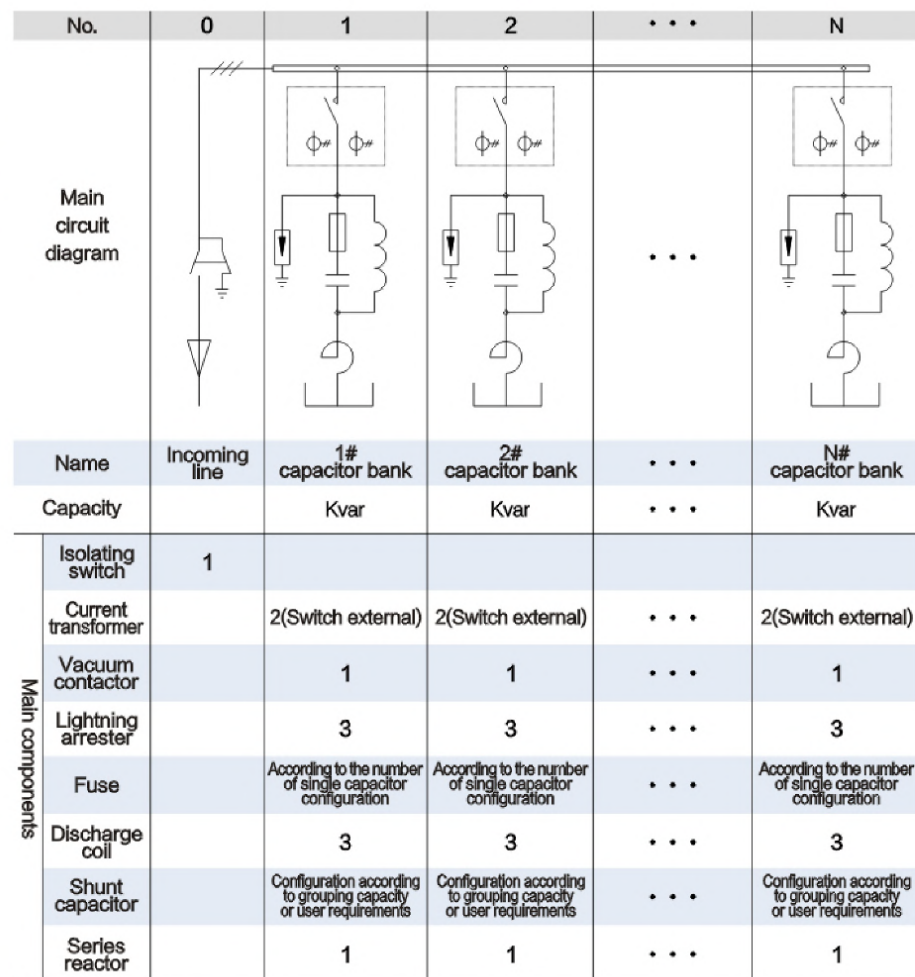 No. 0 1 2 • • • N
Main
circuit
diagram
• • •
Name
Incoming
line
1#
capacitor bank
2#
capacitor bank
• • •
N#
capacitor bank
Capacity Kvar Kvar • • • Kvar
Main components
Isolating
switch
1
Current
transformer
2(Switch external) 2(Switch external) • • • 2(Switch external)
Vacuum
contactor
1 1 • • • 1
Lightning
arrester
3 3 • • • 3
Fuse
According to the number
of single capacitor
configuration
According to the number
of single capacitor
configuration
• • •
According to the number
of single capacitor
configuration
Discharge
coil
3 3 • • • 3
Shunt
capacitor
Configuration according
to grouping capacity
or user requirements
Configuration according
to grouping capacity
or user requirements
• • •
Configuration according
to grouping capacity
or user requirements
Series
reactor
1 1 • • • 1